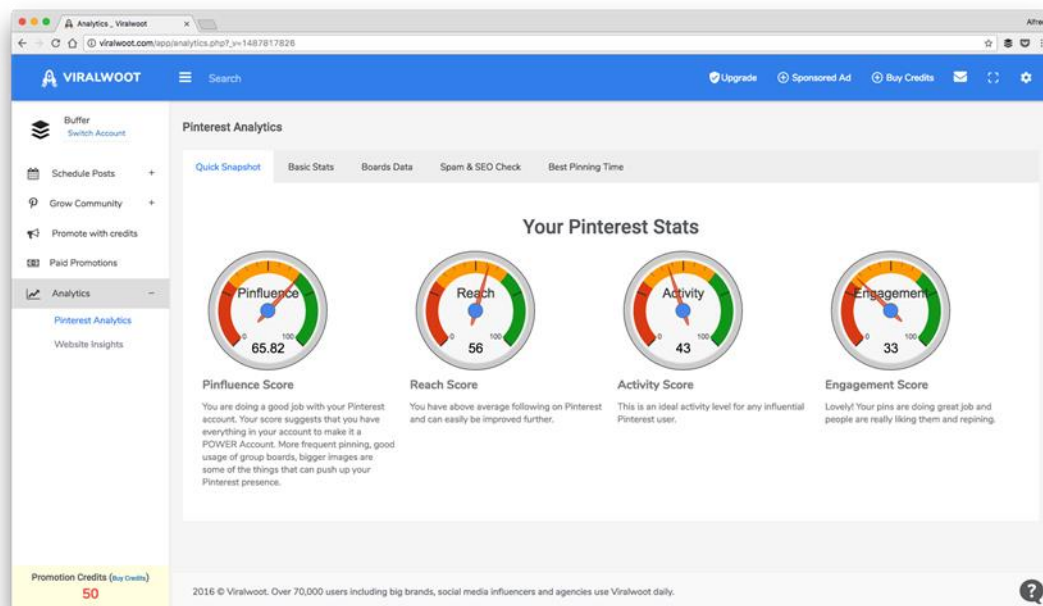 Analytics _ Viralwoot
Alfre
viralwoot.com/app/analytics.php?_v=1487817826
VIRALWOOT
Search
Upgrade
Sponsored Ad
Buy Credits
Buffer
Switch Account
Schedule Posts +
Grow Community +
Promote with credits
Paid Promotions
Analytics −
Pinterest Analytics
Website Insights
Promotion Credits (Buy Credits)
50
Pinterest Analytics
Quick Snapshot Basic Stats Boards Data Spam & SEO Check Best Pinning Time
Your Pinterest Stats
Pinfluence
0 100
65.82
Pinfluence Score
You are doing a good job with your Pinterest
account. Your score suggests that you have
everything in your account to make it a
POWER Account. More frequent pinning, good
usage of group boards, bigger images are
some of the things that can push up your
Pinterest presence.
Reach
0 100
56
Reach Score
You have above average following on Pinterest
and can easily be improved further.
Activity
0 100
43
Activity Score
This is an ideal activity level for any influential
Pinterest user.
Engagement
0 100
33
Engagement Score
Lovely! Your pins are doing great job and
people are really liking them and repining.
2016 © Viralwoot. Over 70,000 users including big brands, social media influencers and agencies use Viralwoot daily.
?